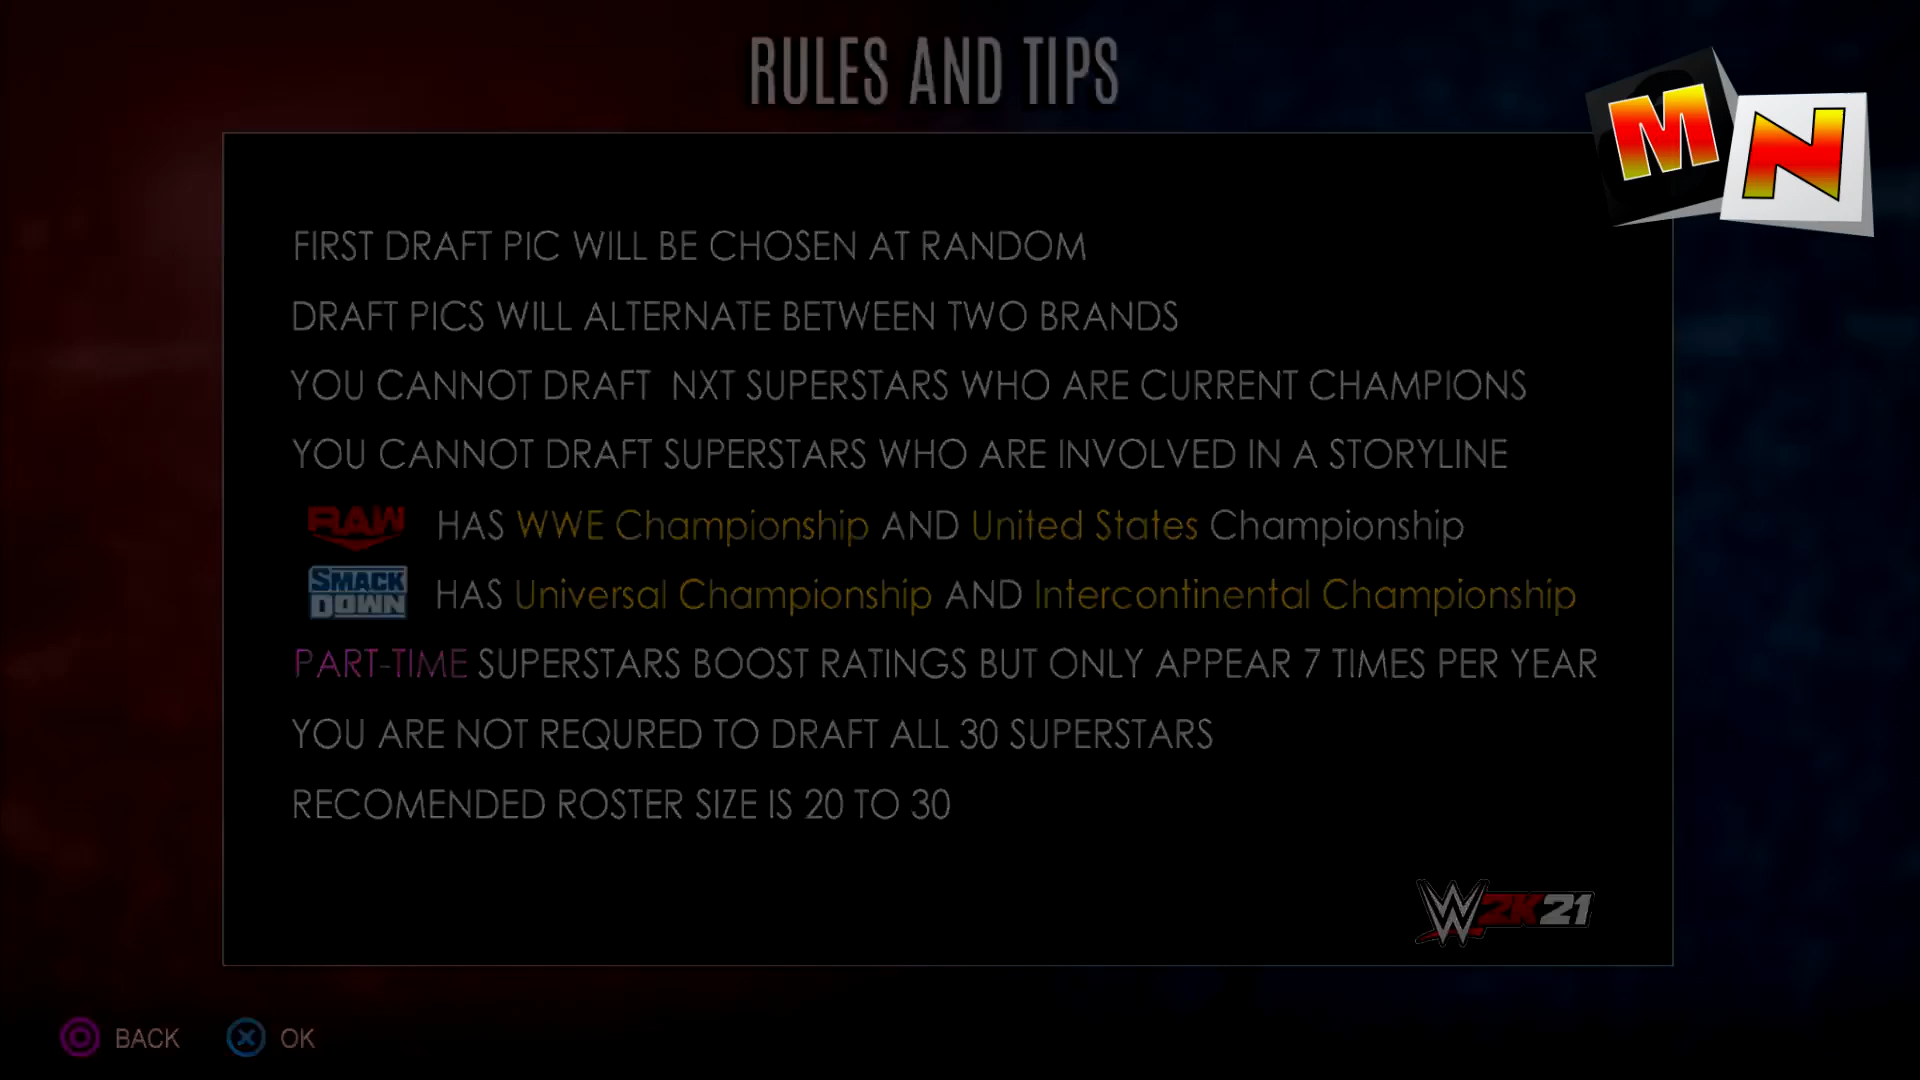 RULES AND TIPS
MN
FIRST DRAFT PIC WILL BE CHOSEN AT RANDOM
DRAFT PICS WILL ALTERNATE BETWEEN TWO BRANDS
YOU CANNOT DRAFT NXT SUPERSTARS WHO ARE CURRENT CHAMPIONS
YOU CANNOT DRAFT SUPERSTARS WHO ARE INVOLVED IN A STORYLINE
RAW HAS WWE Championship AND United States Championship
SMACK DOWN HAS Universal Championship AND Intercontinental Championship
PART-TIME SUPERSTARS BOOST RATINGS BUT ONLY APPEAR 7 TIMES PER YEAR
YOU ARE NOT REQURED TO DRAFT ALL 30 SUPERSTARS
RECOMENDED ROSTER SIZE IS 20 TO 30
W 2K21
BACK OK